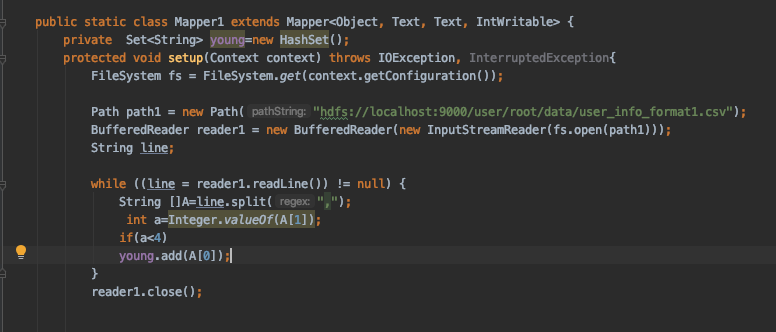 public static class Mapper1 extends Mapper<Object, Text, Text, IntWritable> {
private  Set<String> young=new HashSet();
protected void setup(Context context) throws IOException, InterruptedException{
FileSystem fs = FileSystem.get(context.getConfiguration());
Path path1 = new Path( pathString: "hdfs://localhost:9000/user/root/data/user_info_format1.csv");
BufferedReader reader1 = new BufferedReader(new InputStreamReader(fs.open(path1)));
String line;
while ((line = reader1.readLine()) != null) {
String []A=line.split( regex: ",");
int a=Integer.valueOf(A[1]);
if(a<4)
young.add(A[0]);
}
reader1.close();